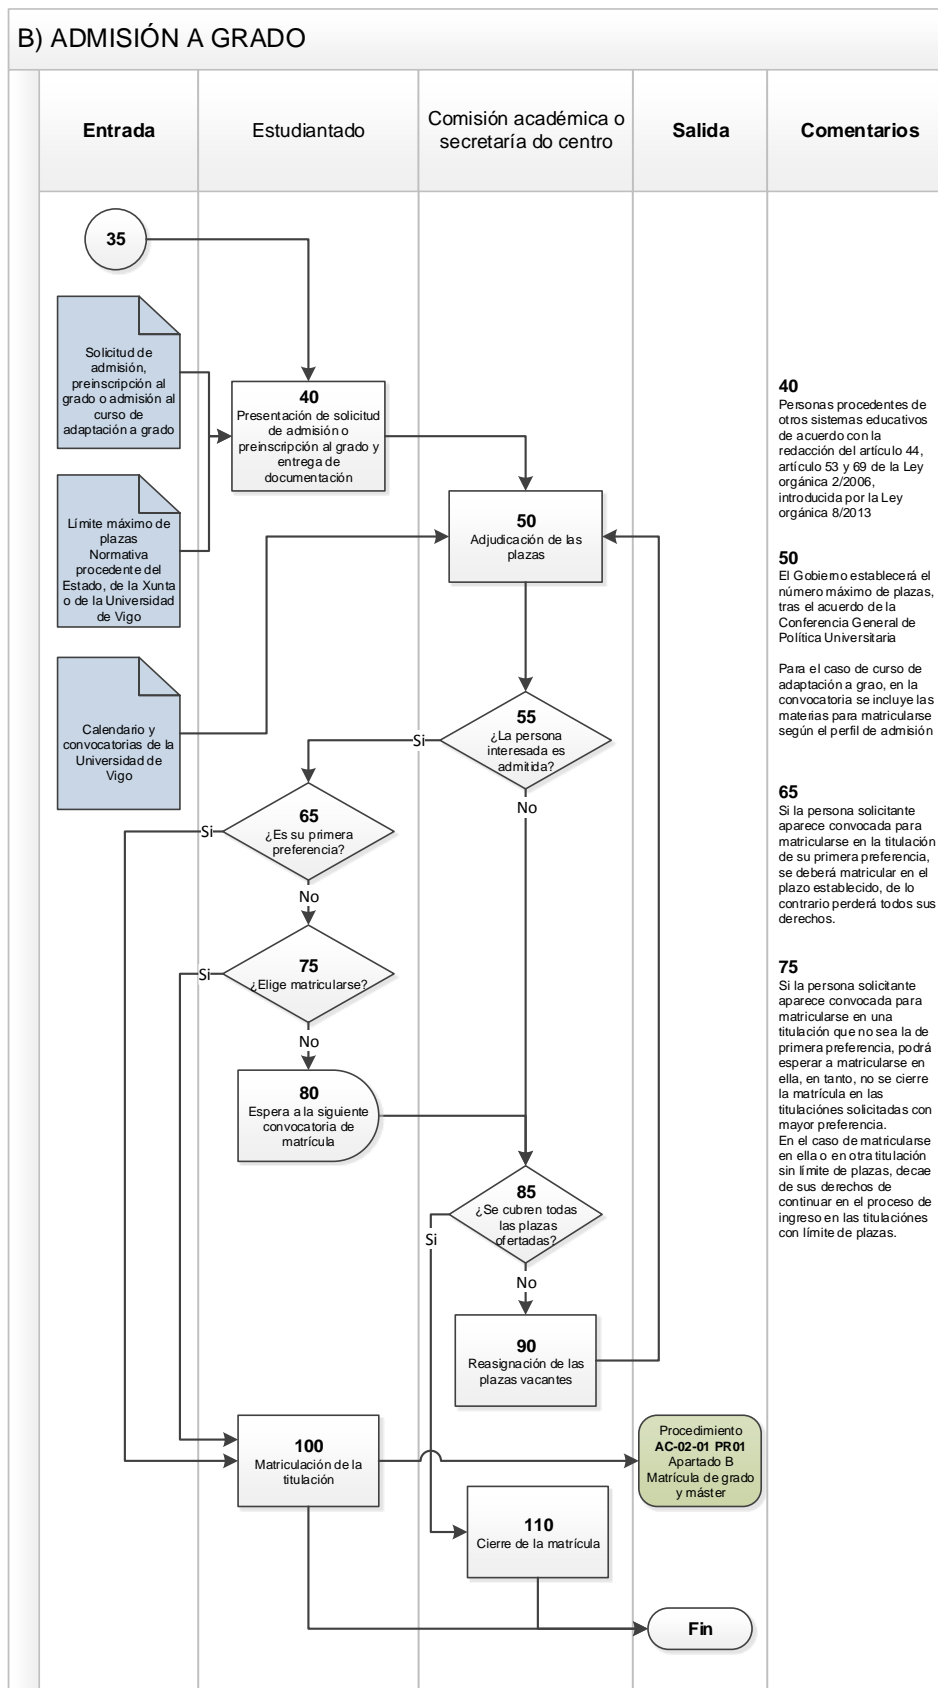 B) ADMISIÓN A GRADO
Entrada
Estudiantado
Comisión académica o
secretaría do centro
Salida
Comentarios
35
Solicitud de
admisión,
preinscripción al
grado o admisión al
curso de
adaptación a grado
Límite máximo de
plazas
Normativa
procedente del
Estado, de la Xunta
o de la Universidad
de Vigo
Calendario y
convocatorias de la
Universidad de
Vigo
40
Presentación de solicitud
de admisión o
preinscripción al grado y
entrega de
documentación
50
Adjudicación de las
plazas
55
¿La persona
interesada es
admitida?
Si
No
65
¿Es su primera
preferencia?
Si
No
75
¿Elige matricularse?
Si
No
80
Espera a la siguiente
convocatoria de
matrícula
85
¿Se cubren todas
las plazas
ofertadas?
Si
No
90
Reasignación de las
plazas vacantes
100
Matriculación de la
titulación
Procedimiento
AC-02-01 PR01
Apartado B
Matrícula de grado
y máster
110
Cierre de la matrícula
Fin
40
Personas procedentes de
otros sistemas educativos
de acuerdo con la
redacción del artículo 44,
artículo 53 y 69 de la Ley
orgánica 2/2006,
introducida por la Ley
orgánica 8/2013
50
El Gobierno establecerá el
número máximo de plazas,
tras el acuerdo de la
Conferencia General de
Política Universitaria
Para el caso de curso de
adaptación a grao, en la
convocatoria se incluye las
materias para matricularse
según el perfil de admisión
65
Si la persona solicitante
aparece convocada para
matricularse en la titulación
de su primera preferencia,
se deberá matricular en el
plazo establecido, de lo
contrario perderá todos sus
derechos.
75
Si la persona solicitante
aparece convocada para
matricularse en una
titulación que no sea la de
primera preferencia, podrá
esperar a matricularse en
ella, en tanto, no se cierre
la matrícula en las
titulaciónes solicitadas con
mayor preferencia.
En el caso de matricularse
en ella o en otra titulación
sin límite de plazas, decae
de sus derechos de
continuar en el proceso de
ingreso en las titulaciónes
con límite de plazas.